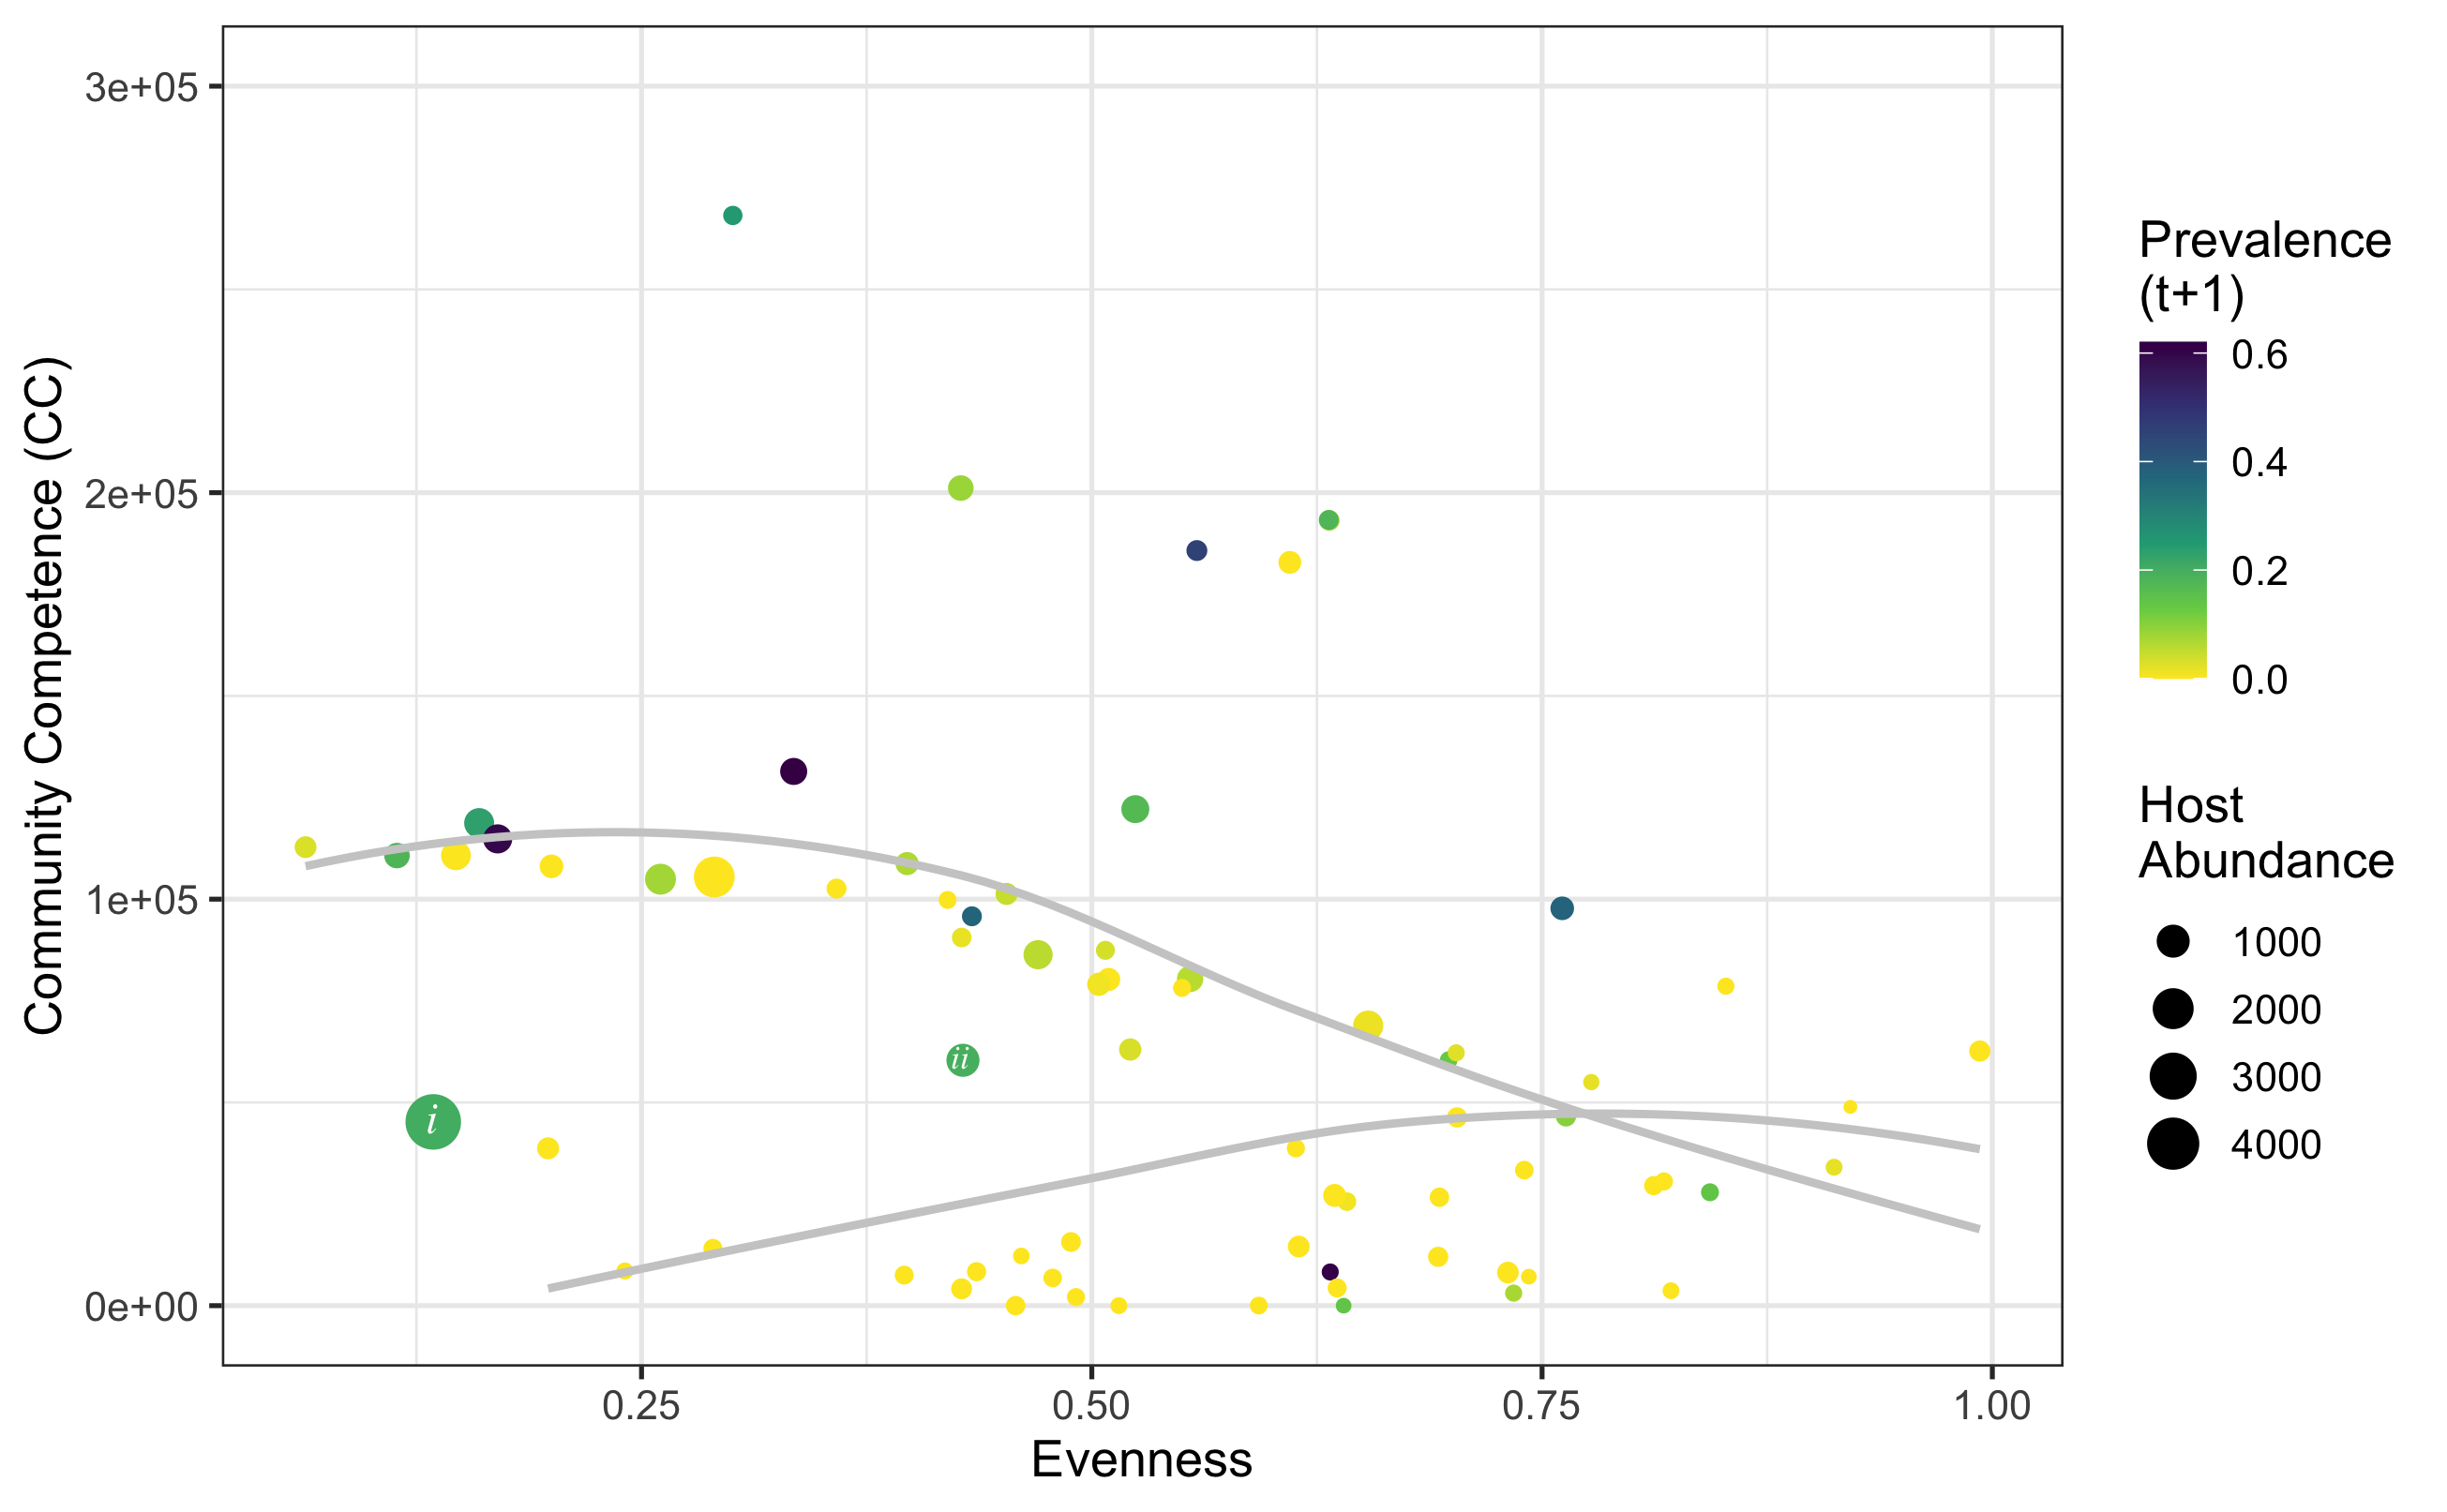 3e+05
2e+05
1e+05
0e+00
Community Competence (CC)
i
ii
0.25
0.50
0.75
1.00
Evenness
Prevalence
(t+1)
0.6
0.4
0.2
0.0
Host
Abundance
1000
2000
3000
4000